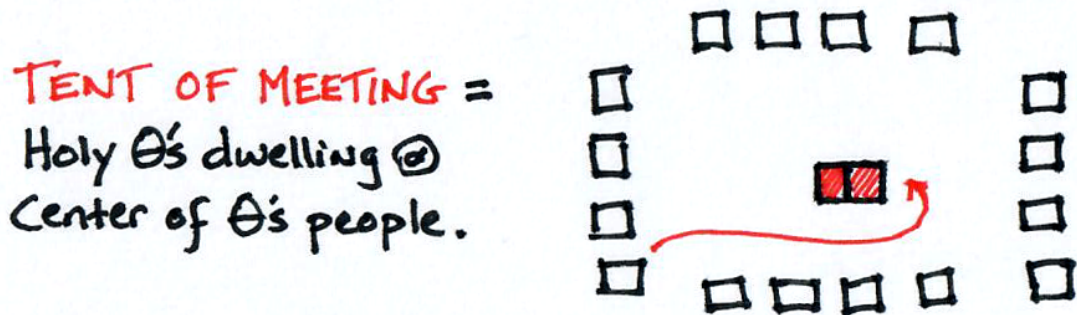 TENT OF MEETING =
Holy Θ's dwelling @
Center of Θ's people.